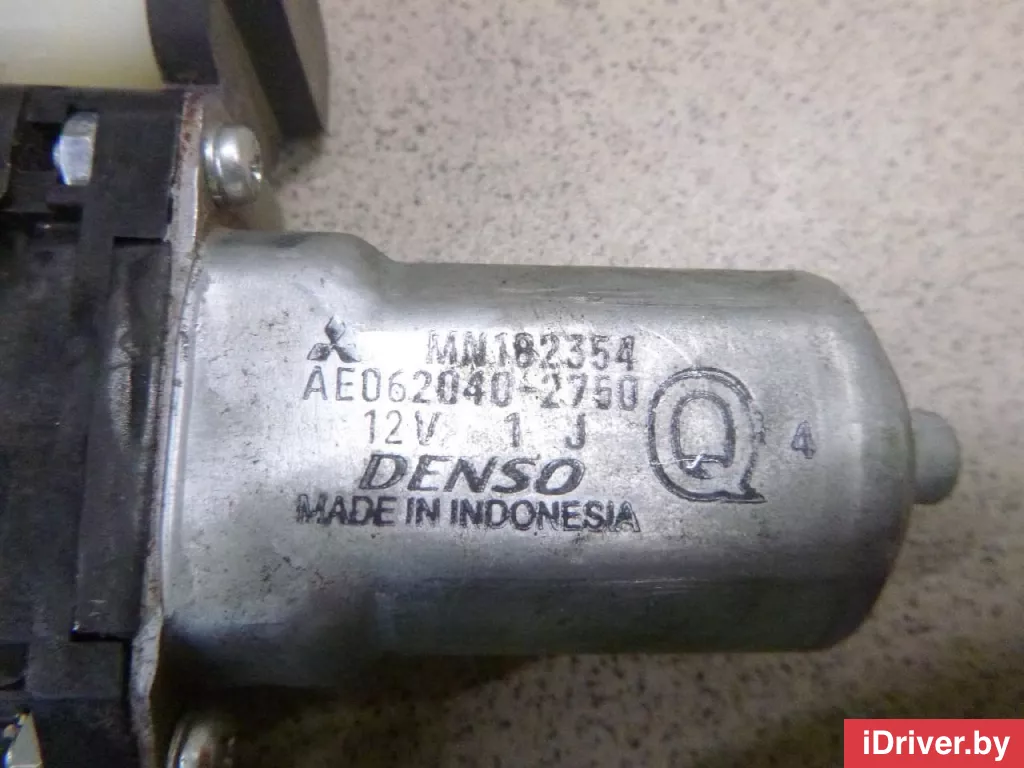 MN182354
AE062040-2750
12V 1 J
Q 4
DENSO
MADE IN INDONESIA
iDriver.by